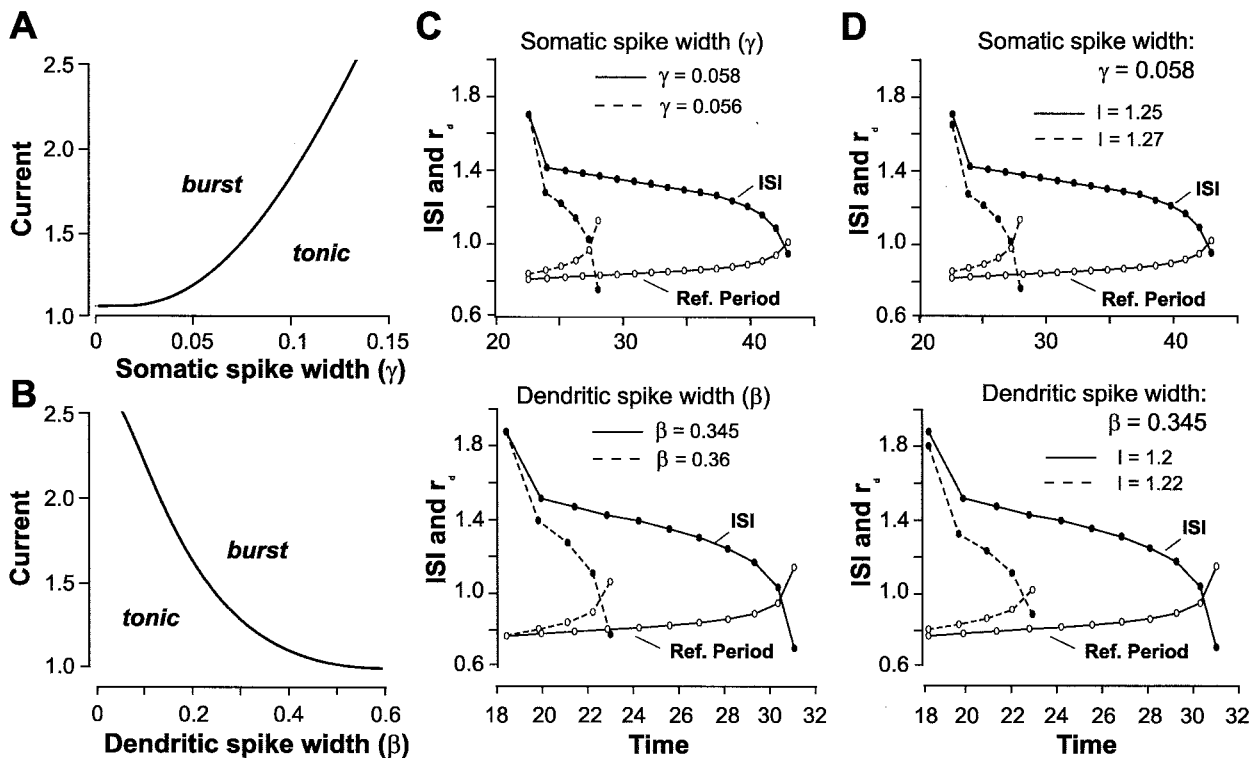 A
2.5
2.0
1.5
1.0
Current
burst
tonic
0
0.05
0.1
0.15
Somatic spike width (γ)
B
2.5
2.0
1.5
1.0
Current
burst
tonic
0
0.2
0.4
0.6
Dendritic spike width (β)
C
Somatic spike width (γ)
γ = 0.058
γ = 0.056
1.8
1.4
1.0
0.6
ISI and r_d
ISI
Ref. Period
20
30
40
Dendritic spike width (β)
β = 0.345
β = 0.36
1.8
1.4
1.0
0.6
ISI and r_d
ISI
Ref. Period
18
20
22
24
26
28
30
32
Time
D
Somatic spike width:
γ = 0.058
I = 1.25
I = 1.27
1.8
1.4
1.0
0.6
ISI and r_d
ISI
Ref. Period
20
30
40
Dendritic spike width:
β = 0.345
I = 1.2
I = 1.22
1.8
1.4
1.0
0.6
ISI and r_d
ISI
Ref. Period
18
20
22
24
26
28
30
32
Time